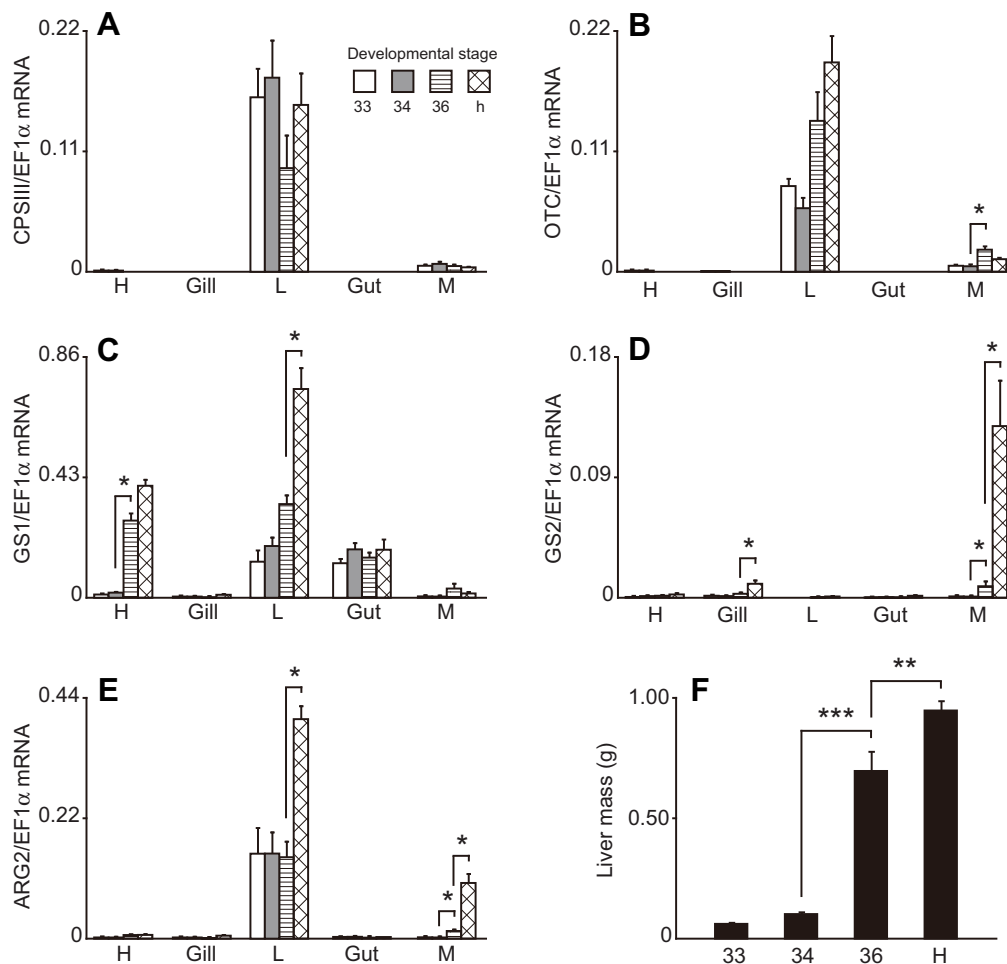 A
CPSIII/EF1α mRNA
0.22
0.11
0
H Gill L Gut M
Developmental stage
33 34 36 h
B
OTC/EF1α mRNA
0.22
0.11
0
*
H Gill L Gut M
C
GS1/EF1α mRNA
0.86
0.43
0
* *
H Gill L Gut M
D
GS2/EF1α mRNA
0.18
0.09
0
* * *
H Gill L Gut M
E
ARG2/EF1α mRNA
0.44
0.22
0
* * *
H Gill L Gut M
F
Liver mass (g)
1.00
0.50
0
*** **
33 34 36 H